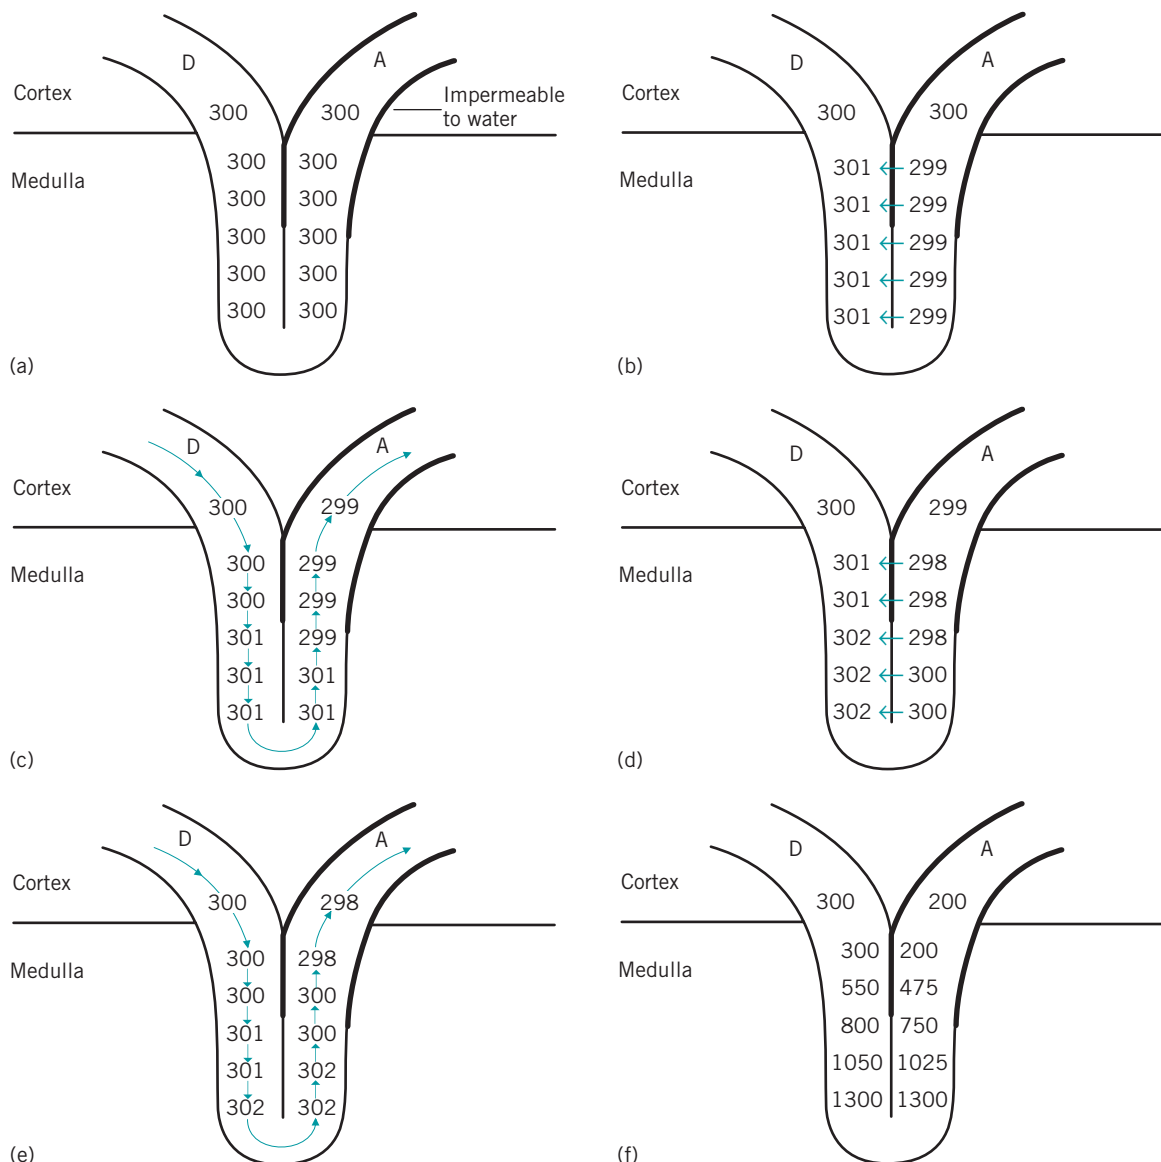 D A
Cortex
300 300
Impermeable
to water
300 300
Medulla
300 300
300 300
300 300
300 300
(a)
D A
Cortex
300 300
301 299
Medulla
301 299
301 299
301 299
301 299
(b)
D A
Cortex
300 299
300 299
Medulla
300 299
301 299
301 301
301 301
(c)
D A
Cortex
300 299
301 298
Medulla
301 298
302 298
302 300
302 300
(d)
D A
Cortex
300 298
300 298
Medulla
300 300
301 300
301 302
302 302
(e)
D A
Cortex
300 200
300 200
Medulla
550 475
800 750
1050 1025
1300 1300
(f)